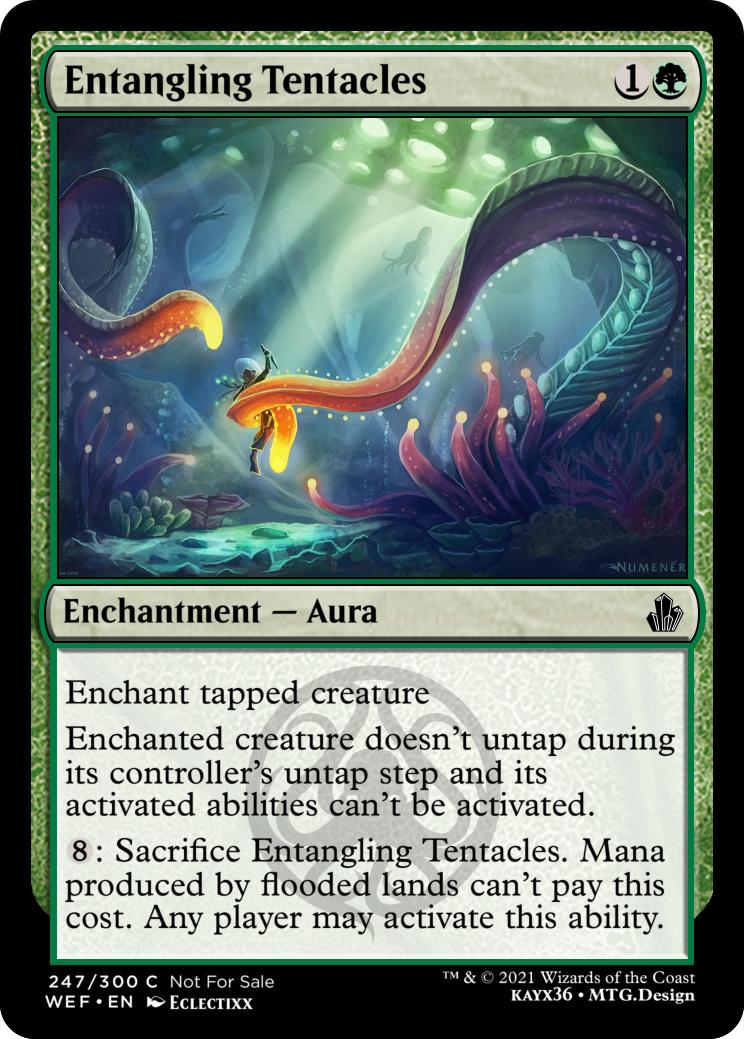 Entangling Tentacles 1
NUMENER
Enchantment — Aura
Enchant tapped creature
Enchanted creature doesn't untap during
its controller's untap step and its
activated abilities can't be activated.
8: Sacrifice Entangling Tentacles. Mana
produced by flooded lands can't pay this
cost. Any player may activate this ability.
247/300 C Not For Sale
WEF • EN Eclectixx
™ & © 2021 Wizards of the Coast
KAYX36 • MTG.Design